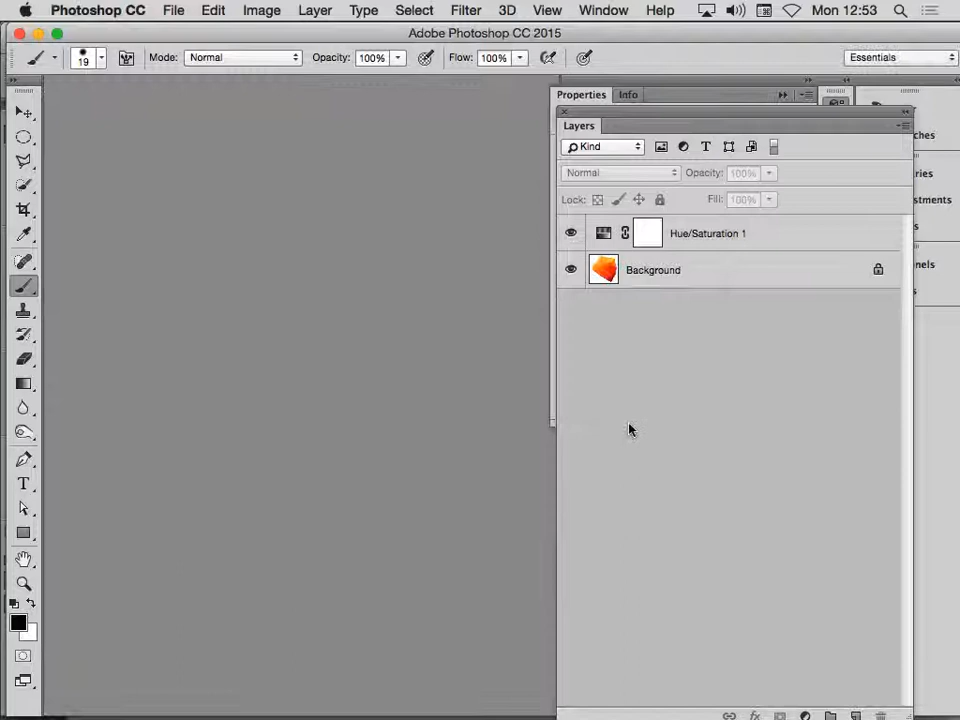 Photoshop CC File Edit Image Layer Type Select Filter 3D View Window Help Mon 12:53
Adobe Photoshop CC 2015
19 Mode: Normal Opacity: 100% Flow: 100% Essentials
Properties Info
Layers
ches
Kind
aries
Normal Opacity: 100%
stments
Lock: Fill: 100%
s
Hue/Saturation 1
Background
nels
s.
T